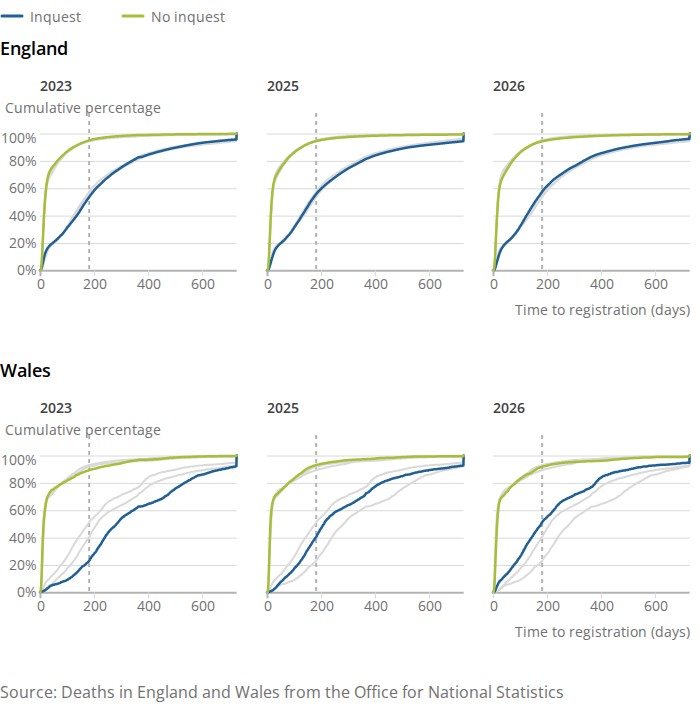 Inquest No inquest
England
2023 2025 2026
Cumulative percentage
100%
80%
60%
40%
20%
0%
0 200 400 600 0 200 400 600 0 200 400 600
Time to registration (days)
Wales
2023 2025 2026
Cumulative percentage
100%
80%
60%
40%
20%
0%
0 200 400 600 0 200 400 600 0 200 400 600
Time to registration (days)
Source: Deaths in England and Wales from the Office for National Statistics